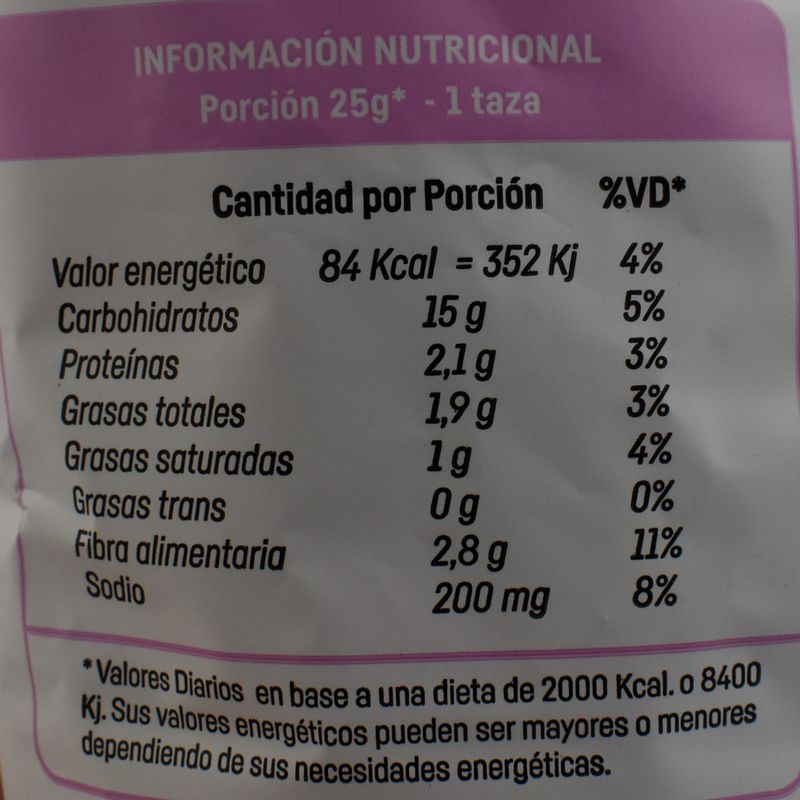 INFORMACIÓN NUTRICIONAL
Porción 25g* - 1 taza
Cantidad por Porción %VD*
Valor energético 84 Kcal = 352 Kj 4%
Carbohidratos 15 g 5%
Proteínas 2,1 g 3%
Grasas totales 1,9 g 3%
Grasas saturadas 1 g 4%
Grasas trans 0 g 0%
Fibra alimentaria 2,8 g 11%
Sodio 200 mg 8%
*Valores Diarios en base a una dieta de 2000 Kcal. o 8400
Kj. Sus valores energéticos pueden ser mayores o menores
dependiendo de sus necesidades energéticas.